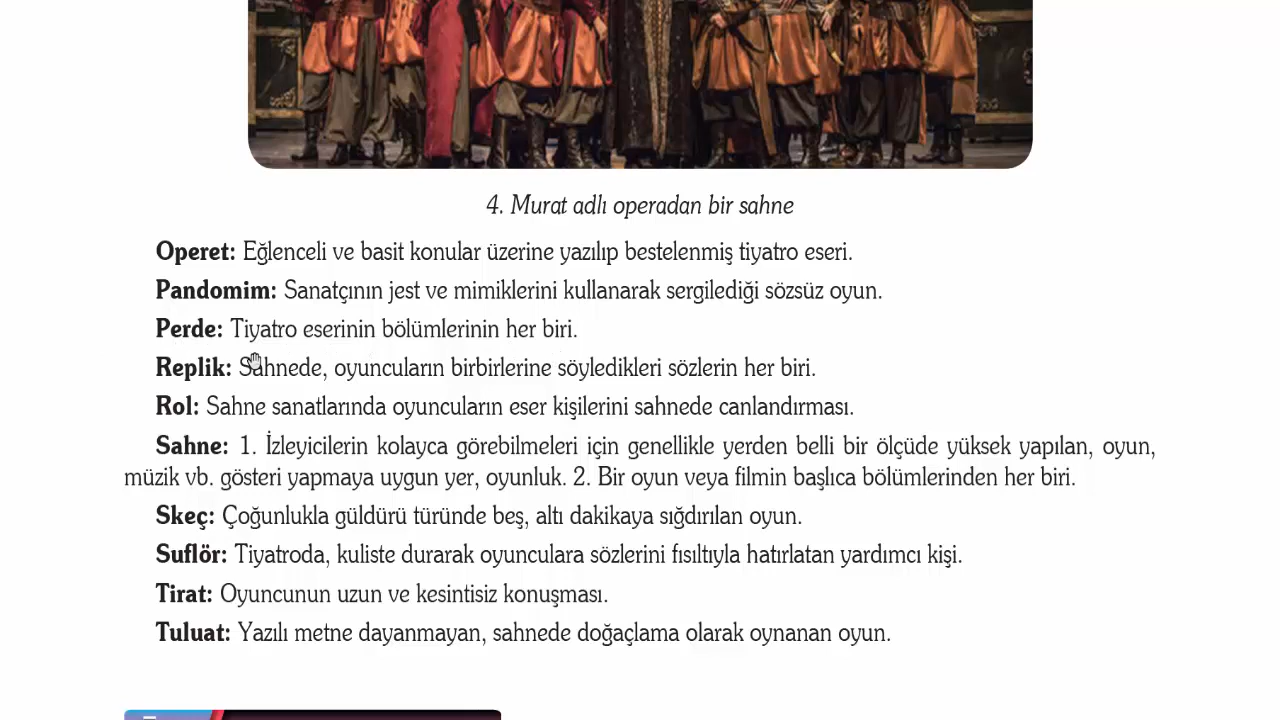 4. Murat adlı operadan bir sahne
Operet: Eğlenceli ve basit konular üzerine yazılıp bestelenmiş tiyatro eseri.
Pandomim: Sanatçının jest ve mimiklerini kullanarak sergilediği sözsüz oyun.
Perde: Tiyatro eserinin bölümlerinin her biri.
Replik: Sahnede, oyuncuların birbirlerine söyledikleri sözlerin her biri.
Rol: Sahne sanatlarında oyuncuların eser kişilerini sahnede canlandırması.
Sahne: 1. İzleyicilerin kolayca görebilmeleri için genellikle yerden belli bir ölçüde yüksek yapılan, oyun,
müzik vb. gösteri yapmaya uygun yer, oyunluk. 2. Bir oyun veya filmin başlıca bölümlerinden her biri.
Skeç: Çoğunlukla güldürü türünde beş, altı dakikaya sığdırılan oyun.
Suflör: Tiyatroda, kuliste durarak oyunculara sözlerini fısıltıyla hatırlatan yardımcı kişi.
Tirat: Oyuncunun uzun ve kesintisiz konuşması.
Tuluat: Yazılı metne dayanmayan, sahnede doğaçlama olarak oynanan oyun.